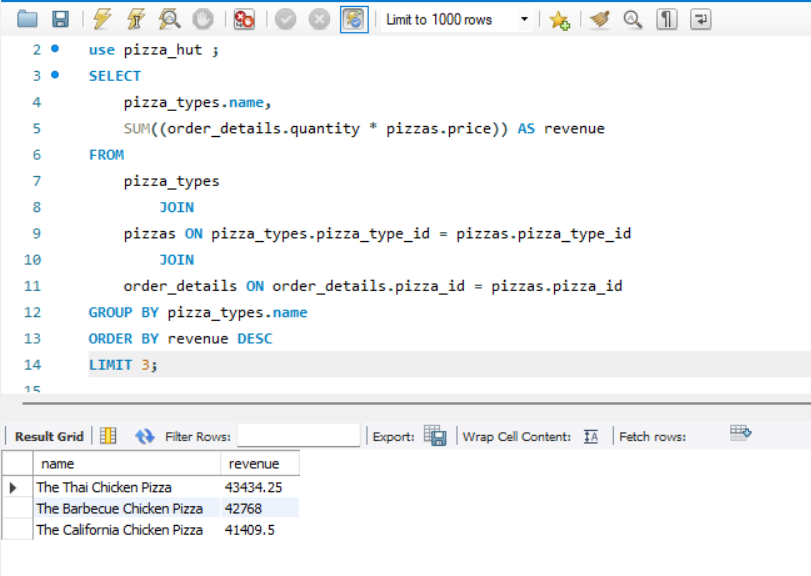 Limit to 1000 rows
2 use pizza_hut ;
3 SELECT
4 pizza_types.name,
5 SUM((order_details.quantity * pizzas.price)) AS revenue
6 FROM
7 pizza_types
8 JOIN
9 pizzas ON pizza_types.pizza_type_id = pizzas.pizza_type_id
10 JOIN
11 order_details ON order_details.pizza_id = pizzas.pizza_id
12 GROUP BY pizza_types.name
13 ORDER BY revenue DESC
14 LIMIT 3;
15
Result Grid Filter Rows: Export: Wrap Cell Content: IA Fetch rows:
name revenue
The Thai Chicken Pizza 43434.25
The Barbecue Chicken Pizza 42768
The California Chicken Pizza 41409.5